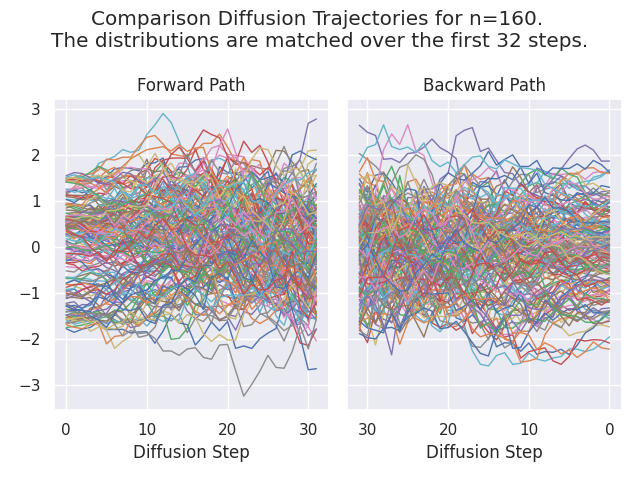 Comparison Diffusion Trajectories for n=160.
The distributions are matched over the first 32 steps.
Forward Path
Backward Path
3
2
1
0
−1
−2
−3
0 10 20 30
30 20 10 0
Diffusion Step
Diffusion Step